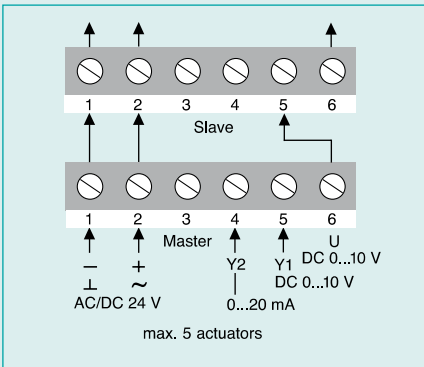 1 2 3 4 5 6
Slave
1 2 3 4 5 6
Master
U
− + Y2 Y1 DC 0...10 V
⊥ ~ DC 0...10 V
AC/DC 24 V
0...20 mA
max. 5 actuators